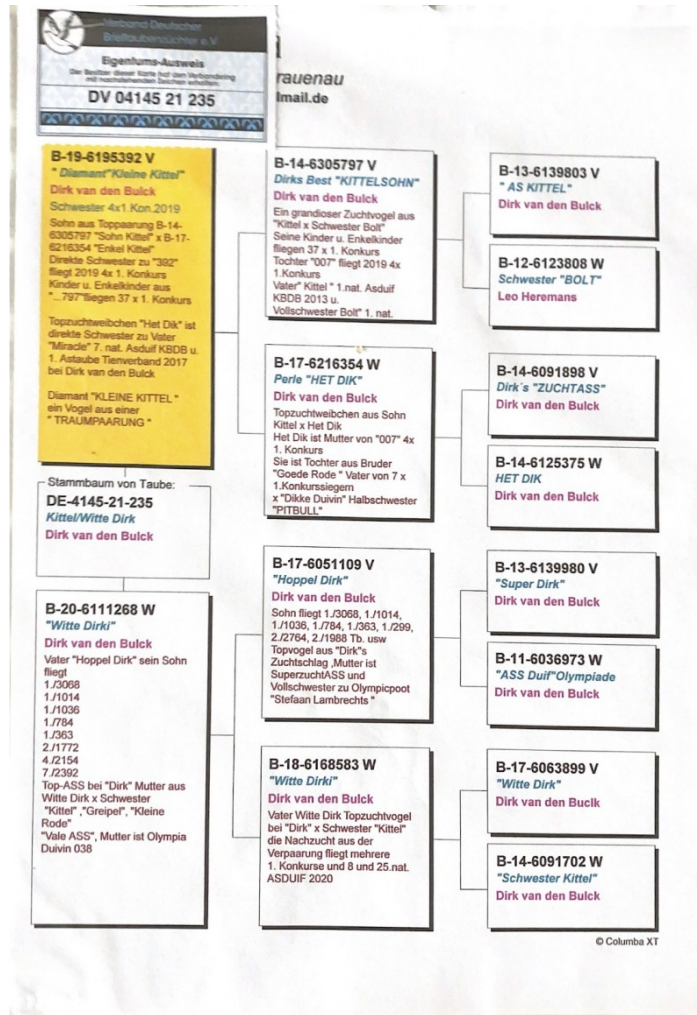 Verband Deutscher
Brieftaubenzüchter e.V.
Eigentums-Ausweis
Der Besitzer dieser Karte hat den Verbandsring
mit nachstehenden Zeichen erhalten:
DV 04145 21 235
rauenau
lmail.de
B-19-6195392 V
" Diamant"Kleine Kittel"
Dirk van den Bulck
Schwester 4x1.Kon.2019
Sohn aus Toppaarung B-14-
6305797 "Sohn Kittel" x B-17-
6216354 "Enkel Kittel"
Direkte Schwester zu "392"
fliegt 2019 4x 1. Konkurs
Kinder u. Enkelkinder aus
"...797"fliegen 37 x 1. Konkurs
Topzuchtweibchen "Het Dik" ist
direkte Schwester zu Vater
"Miracle" 7. nat. Asduif KBDB u.
1. Astaube Tienverband 2017
bei Dirk van den Bulck
Diamant "KLEINE KITTEL "
ein Vogel aus einer
" TRAUMPAARUNG "
Stammbaum von Taube:
DE-4145-21-235
Kittel/Witte Dirk
Dirk van den Bulck
B-20-6111268 W
"Witte Dirki"
Dirk van den Bulck
Vater "Hoppel Dirk" sein Sohn
fliegt
1./3068
1./1014
1./1036
1./784
1./363
2./1772
4./2154
7./2392
Top-ASS bei "Dirk" Mutter aus
Witte Dirk x Schwester
"Kittel" ,"Greipel", "Kleine
Rode"
"Vale ASS", Mutter ist Olympia
Duivin 038
B-14-6305797 V
Dirks Best "KITTELSOHN"
Dirk van den Bulck
Ein grandioser Zuchtvogel aus
"Kittel x Schwester Bolt"
Seine Kinder u. Enkelkinder
fliegen 37 x 1. Konkurs
Tochter "007" fliegt 2019 4x
1.Konkurs
Vater" Kittel " 1.nat. Asduif
KBDB 2013 u.
Vollschwester Bolt" 1. nat.
B-17-6216354 W
Perle "HET DIK"
Dirk van den Bulck
Topzuchtweibchen aus Sohn
Kittel x Het Dik
Het Dik ist Mutter von "007" 4x
1. Konkurs
Sie ist Tochter aus Bruder
"Goede Rode " Vater von 7 x
1.Konkurssiegern
x "Dikke Duivin" Halbschwester
"PITBULL"
B-17-6051109 V
"Hoppel Dirk"
Dirk van den Bulck
Sohn fliegt 1./3068, 1./1014,
1./1036, 1./784, 1./363, 1./299,
2./2764, 2./1988 Tb. usw
Topvogel aus "Dirk"s
Zuchtschlag ,Mutter ist
SuperzuchtASS und
Vollschwester zu Olympicpoot
"Stefaan Lambrechts "
B-18-6168583 W
"Witte Dirki"
Dirk van den Bulck
Vater Witte Dirk Topzuchtvogel
bei "Dirk" x Schwester "Kittel"
die Nachzucht aus der
Verpaarung fliegt mehrere
1. Konkurse und 8 und 25.nat.
ASDUIF 2020
B-13-6139803 V
" AS KITTEL"
Dirk van den Bulck
B-12-6123808 W
Schwester "BOLT"
Leo Heremans
B-14-6091898 V
Dirk´s "ZUCHTASS"
Dirk van den Bulck
B-14-6125375 W
HET DIK
Dirk van den Bulck
B-13-6139980 V
"Super Dirk"
Dirk van den Bulck
B-11-6036973 W
"ASS Duif"Olympiade
Dirk van den Bulck
B-17-6063899 V
"Witte Dirk"
Dirk van den Buclk
B-14-6091702 W
"Schwester Kittel"
Dirk van den Bulck
© Columba XT